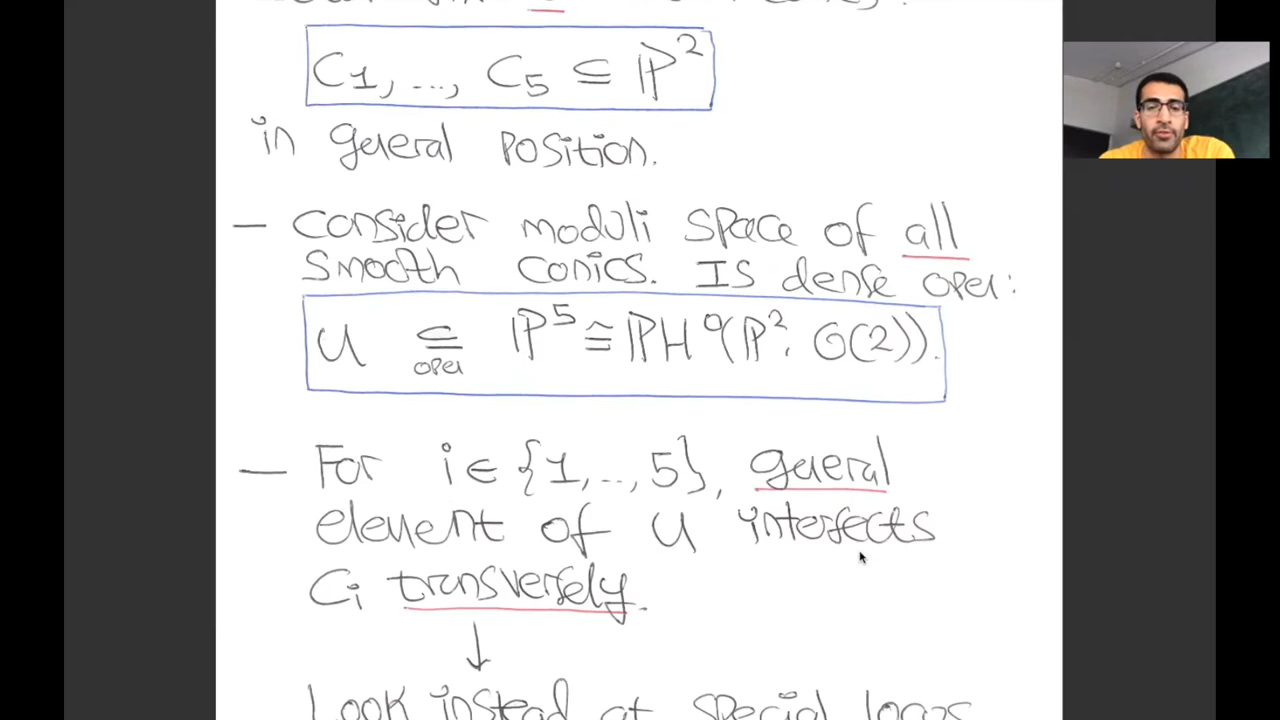 C1, ..., C5 ⊆ ℙ²
in general position.
— Consider moduli space of all
smooth conics. Is dense open:
U ⊆ ℙ⁵ ≅ ℙH⁰(ℙ², O(2)).
open
— For i ∈ {1, .., 5}, general
element of U intersects
Ci transversely.
↓
Look instead at special locus